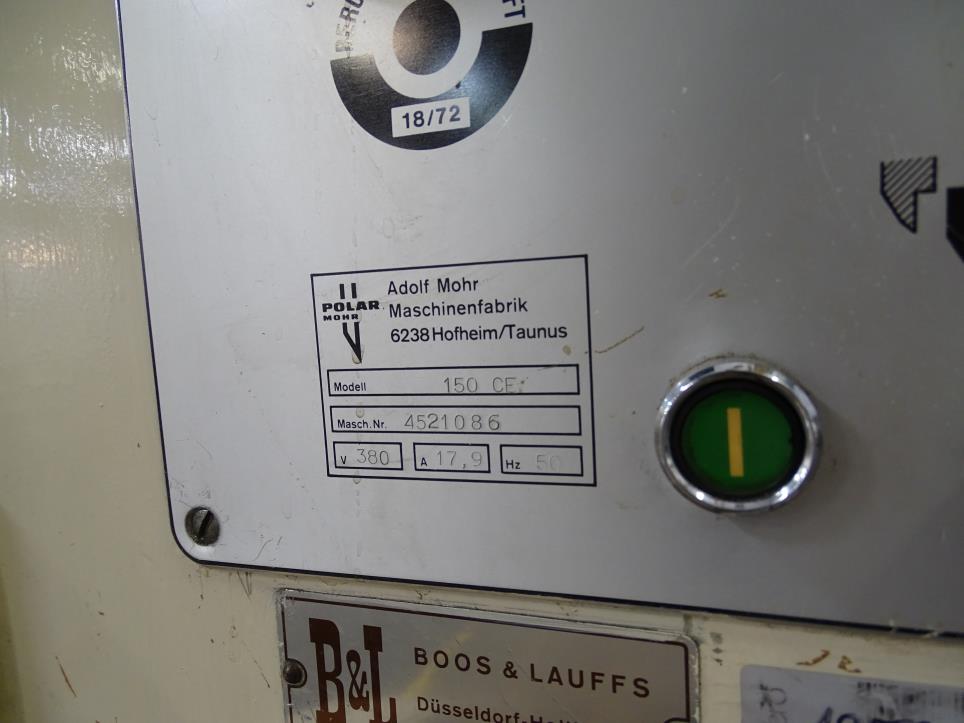 18/72
Adolf Mohr
POLAR
MOHR
Maschinenfabrik
6238 Hofheim/Taunus
Modell 150 CE
Masch.Nr. 4521086
V 380 A 17,9 Hz 50
B&L
BOOS & LAUFFS